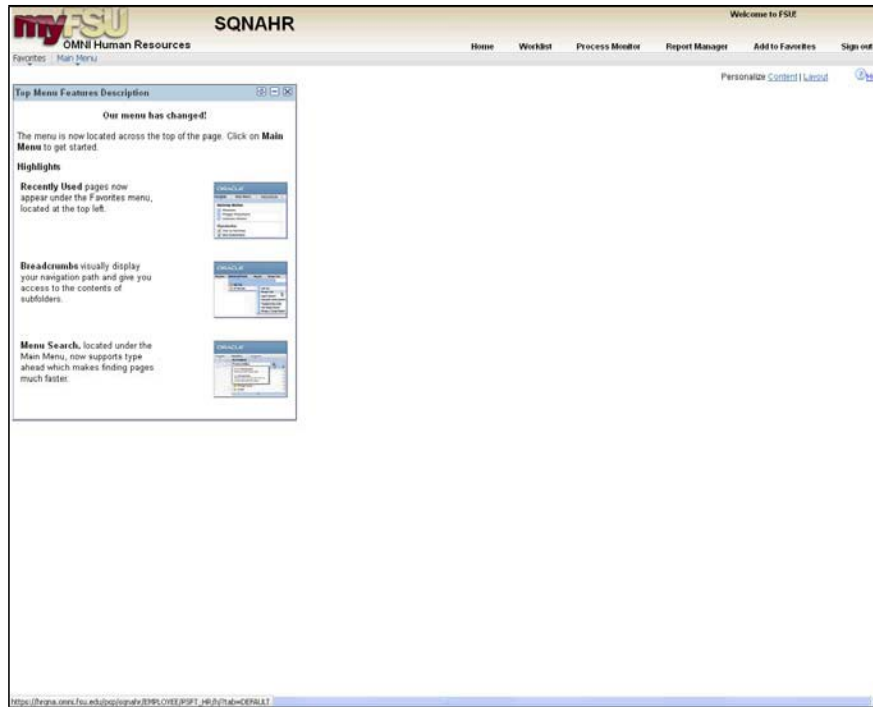 myFSU
SQNAHR
Welcome to FSU!
OMNI Human Resources
Home Worklist Process Monitor Report Manager Add to Favorites Sign out
Favorites Main Menu
Personalize Content | Layout
Top Menu Features Description
Our menu has changed!
The menu is now located across the top of the page. Click on Main
Menu to get started.
Highlights
Recently Used pages now
appear under the Favorites menu,
located at the top left.
ORACLE
Breadcrumbs visually display
your navigation path and give you
access to the contents of
subfolders.
ORACLE
Menu Search, located under the
Main Menu, now supports type
ahead which makes finding pages
much faster.
ORACLE